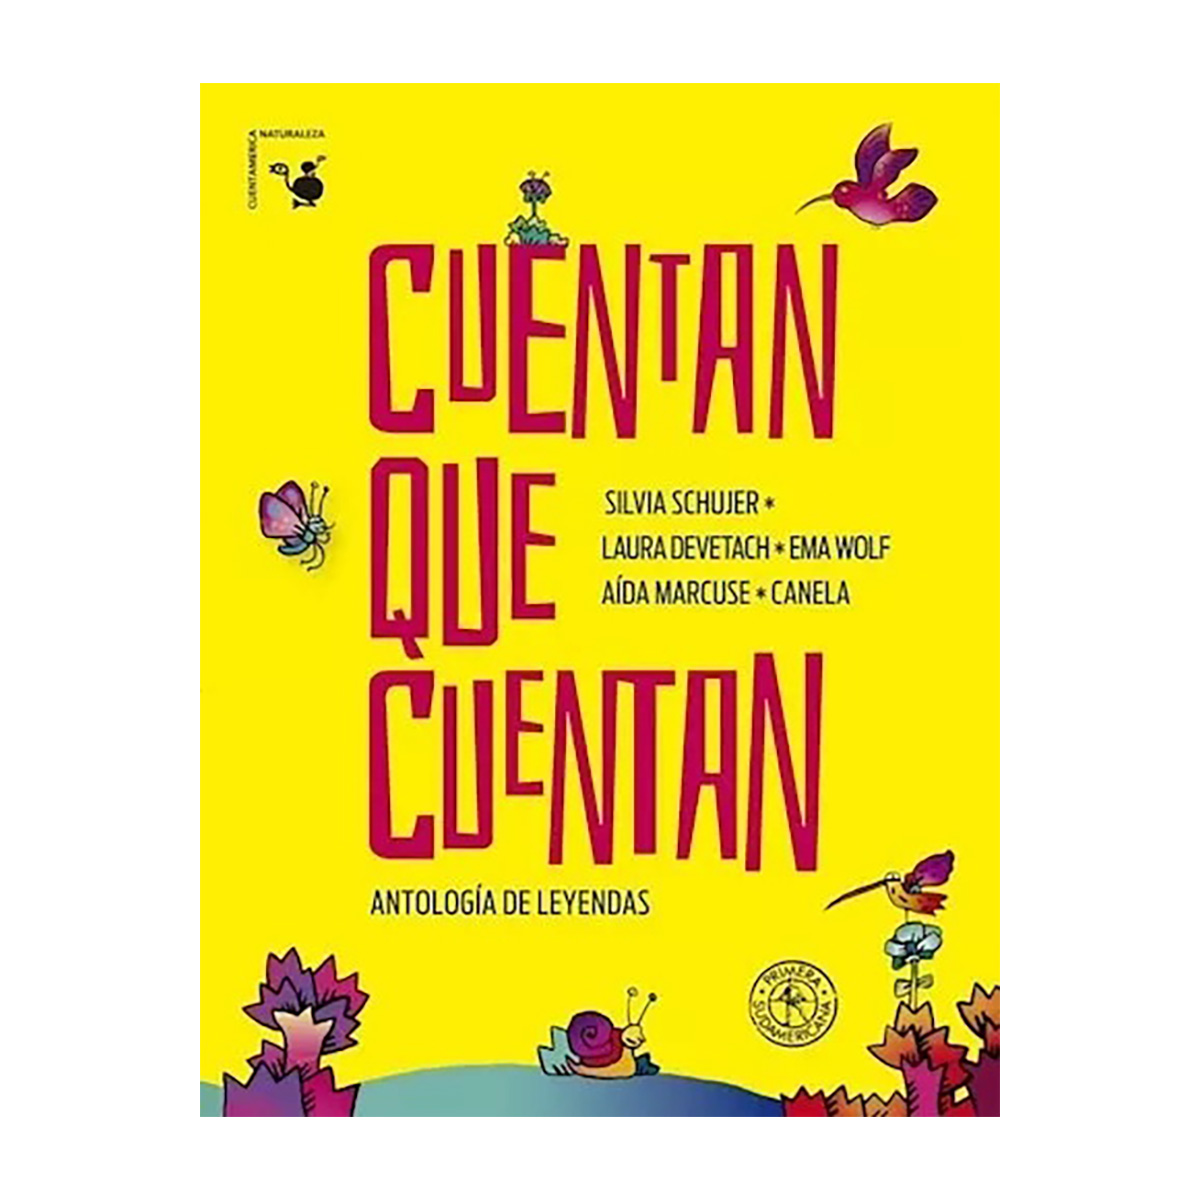 CUENTAMERICA
NATURALEZA
CUENTAN
QUE
CUENTAN
SILVIA SCHUJER *
LAURA DEVETACH * EMA WOLF
AÍDA MARCUSE * CANELA
ANTOLOGÍA DE LEYENDAS
PRIMERA
SUDAMERICANA